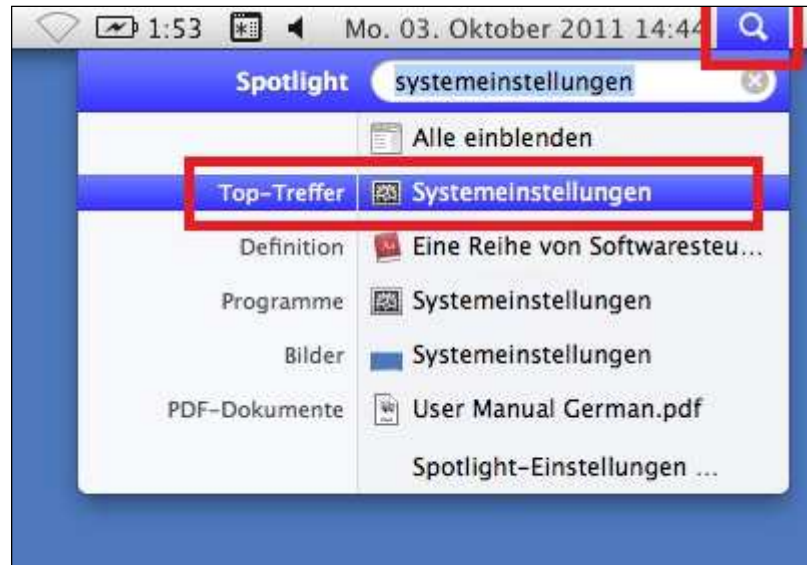 1:53 Mo. 03. Oktober 2011 14:44
Spotlight systemeinstellungen
Alle einblenden
Top-Treffer Systemeinstellungen
Definition Eine Reihe von Softwaresteu...
Programme Systemeinstellungen
Bilder Systemeinstellungen
PDF-Dokumente User Manual German.pdf
Spotlight-Einstellungen ...